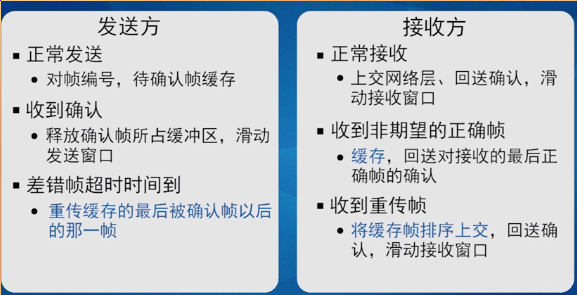 发送方
▪ 正常发送
• 对帧编号，待确认帧缓存
▪ 收到确认
• 释放确认帧所占缓冲区，滑动
发送窗口
▪ 差错帧超时时间到
• 重传缓存的最后被确认帧以后
的那一帧
接收方
▪ 正常接收
• 上交网络层、回送确认，滑
动接收窗口
▪ 收到非期望的正确帧
• 缓存，回送对接收的最后正
确帧的确认
▪ 收到重传帧
• 将缓存帧排序上交，回送确
认，滑动接收窗口